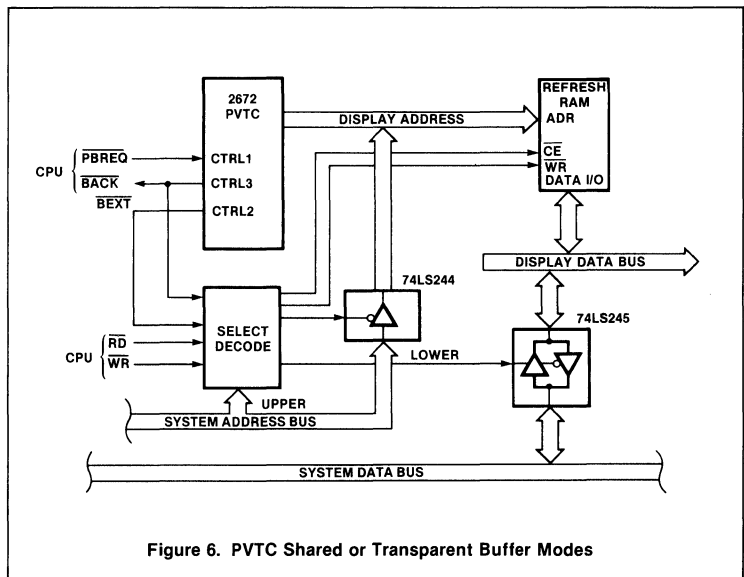 2672
PVTC
DISPLAY ADDRESS
REFRESH
RAM
ADR
CPU
PBREQ
CTRL1
BACK
CTRL3
BEXT
CTRL2
CE
WR
DATA I/O
DISPLAY DATA BUS
74LS244
74LS245
SELECT
DECODE
CPU
RD
WR
LOWER
UPPER
SYSTEM ADDRESS BUS
SYSTEM DATA BUS
Figure 6. PVTC Shared or Transparent Buffer Modes